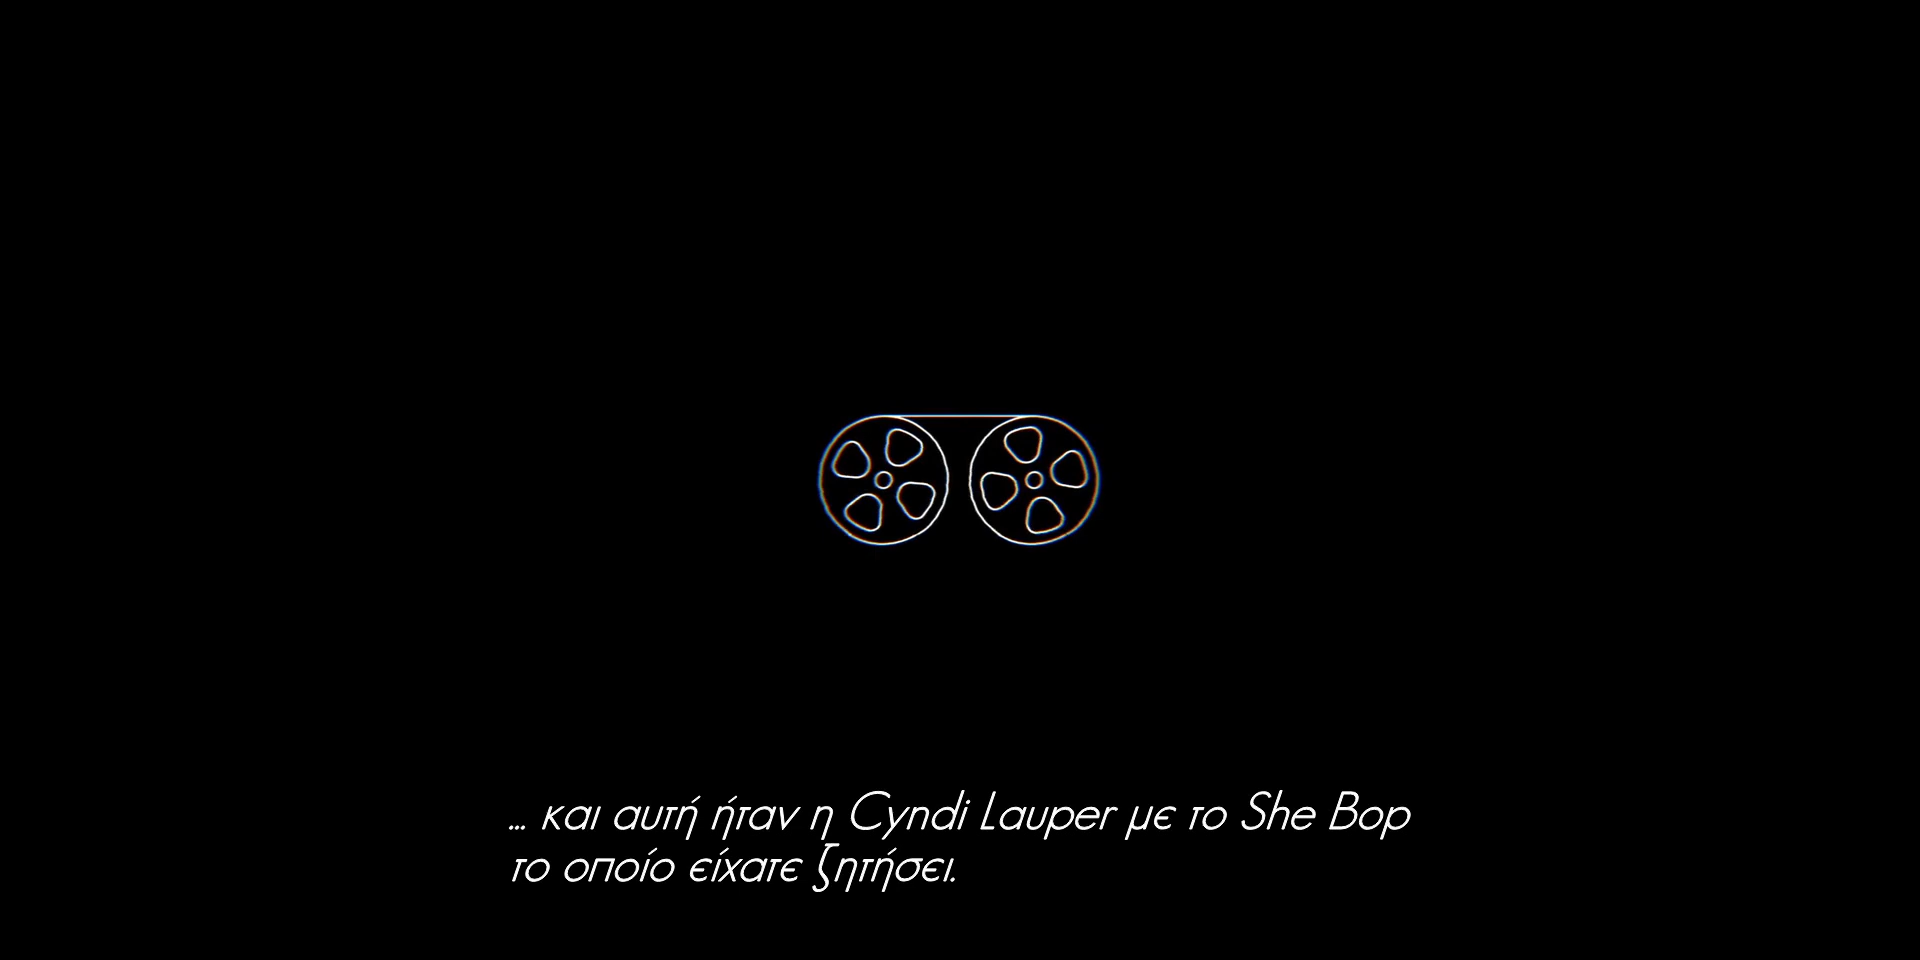 ... και αυτή ήταν η Cyndi Lauper με το She Bop
το οποίο είχατε ζητήσει.